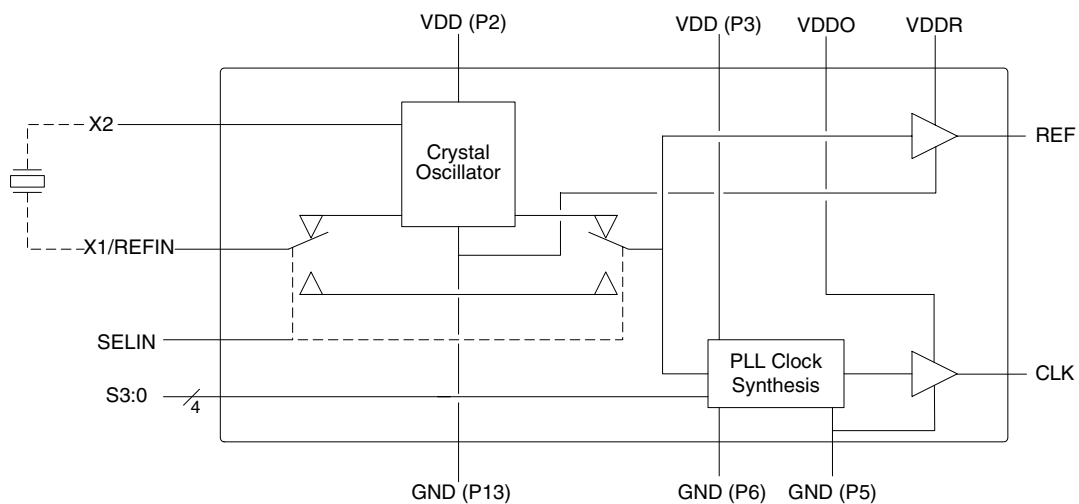 VDD (P2)
VDD (P3)
VDDO
VDDR
X2
Crystal
Oscillator
REF
X1/REFIN
SELIN
PLL Clock
Synthesis
CLK
S3:0
4
GND (P13)
GND (P6)
GND (P5)